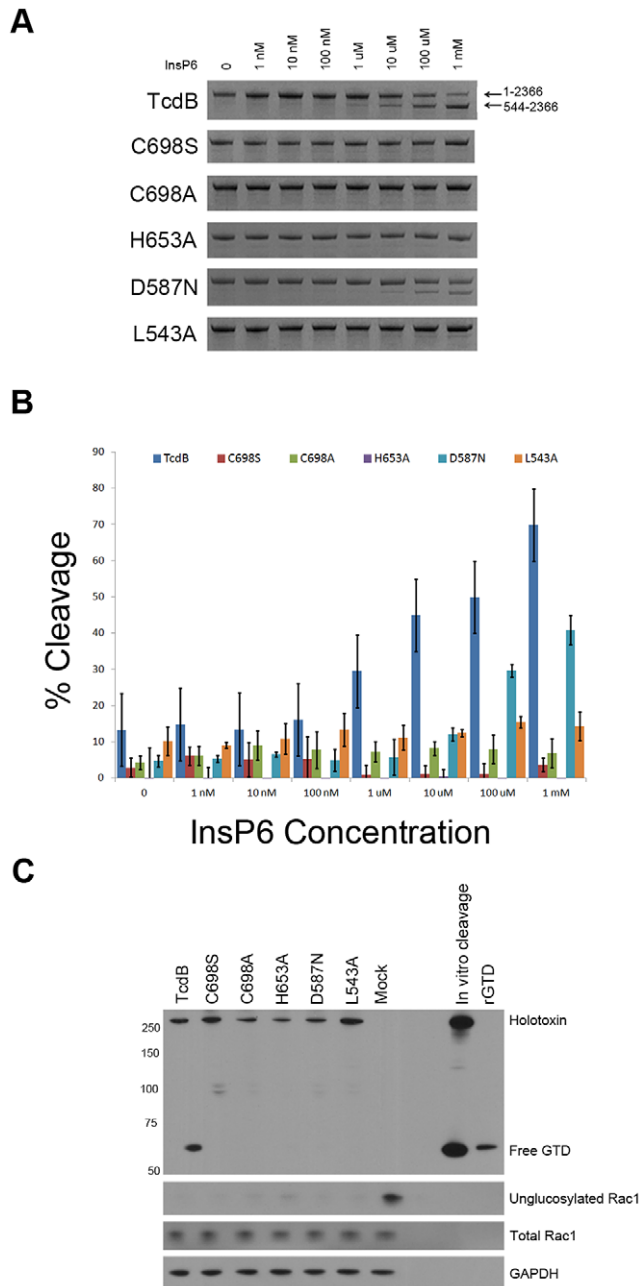 A
InsP6 0 1 nM 10 nM 100 nM 1 uM 10 uM 100 uM 1 mM
TcdB
1-2366
544-2366
C698S
C698A
H653A
D587N
L543A
B
TcdB C698S C698A H653A D587N L543A
% Cleavage
90
80
70
60
50
40
30
20
10
0
0 1 nM 10 nM 100 nM 1 uM 10 uM 100 uM 1 mM
InsP6 Concentration
C
TcdB C698S C698A H653A D587N L543A Mock In vitro cleavage rGTD
250
150
100
75
50
Holotoxin
Free GTD
Unglucosylated Rac1
Total Rac1
GAPDH